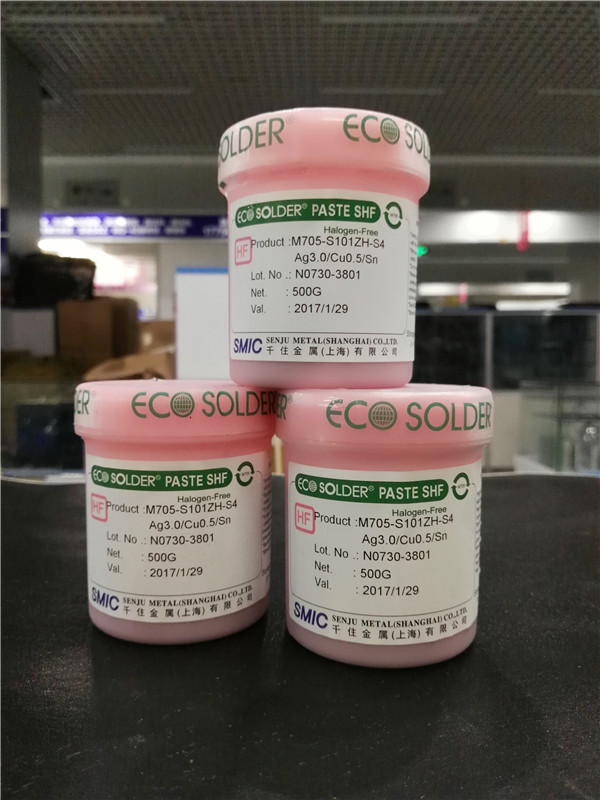 SOLDER ECO SOL
ECO SOLDER® PASTE SHF
Halogen-Free
HF Product :M705-S101ZH-S4
Ag3.0/Cu0.5/Sn
Lot. No .: N0730-3801
Net. : 500G
Val. : 2017/1/29
SMIC SENJU METAL(SHANGHAI) CO.,LTD.
千住金属(上海)有限公司
ER ECO SOLDER
ECO SOLDER® PASTE SHF
Halogen-Free
HF Product :M705-S101ZH-S4
Ag3.0/Cu0.5/Sn
Lot. No .: N0730-3801
Net. : 500G
Val. : 2017/1/29
SMIC SENJU METAL(SHANGHAI) CO.,LTD.
千住金属(上海)有限公司
ER ECO SOLDER
ECO SOLDER® PASTE SHF
Halogen-Free
HF Product :M705-S101ZH-S4
Ag3.0/Cu0.5/Sn
Lot. No .: N0730-3801
Net. : 500G
Val. : 2017/1/29
SMIC SENJU METAL(SHANGHAI) CO.,LTD.
千住金属(上海)有限公司